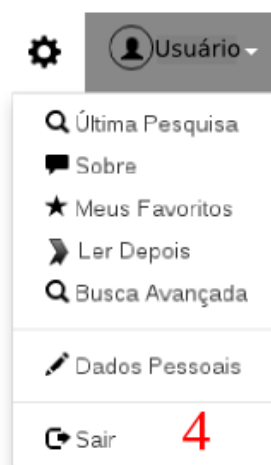 Usuário
Última Pesquisa
Sobre
Meus Favoritos
Ler Depois
Busca Avançada
Dados Pessoais
Sair 4